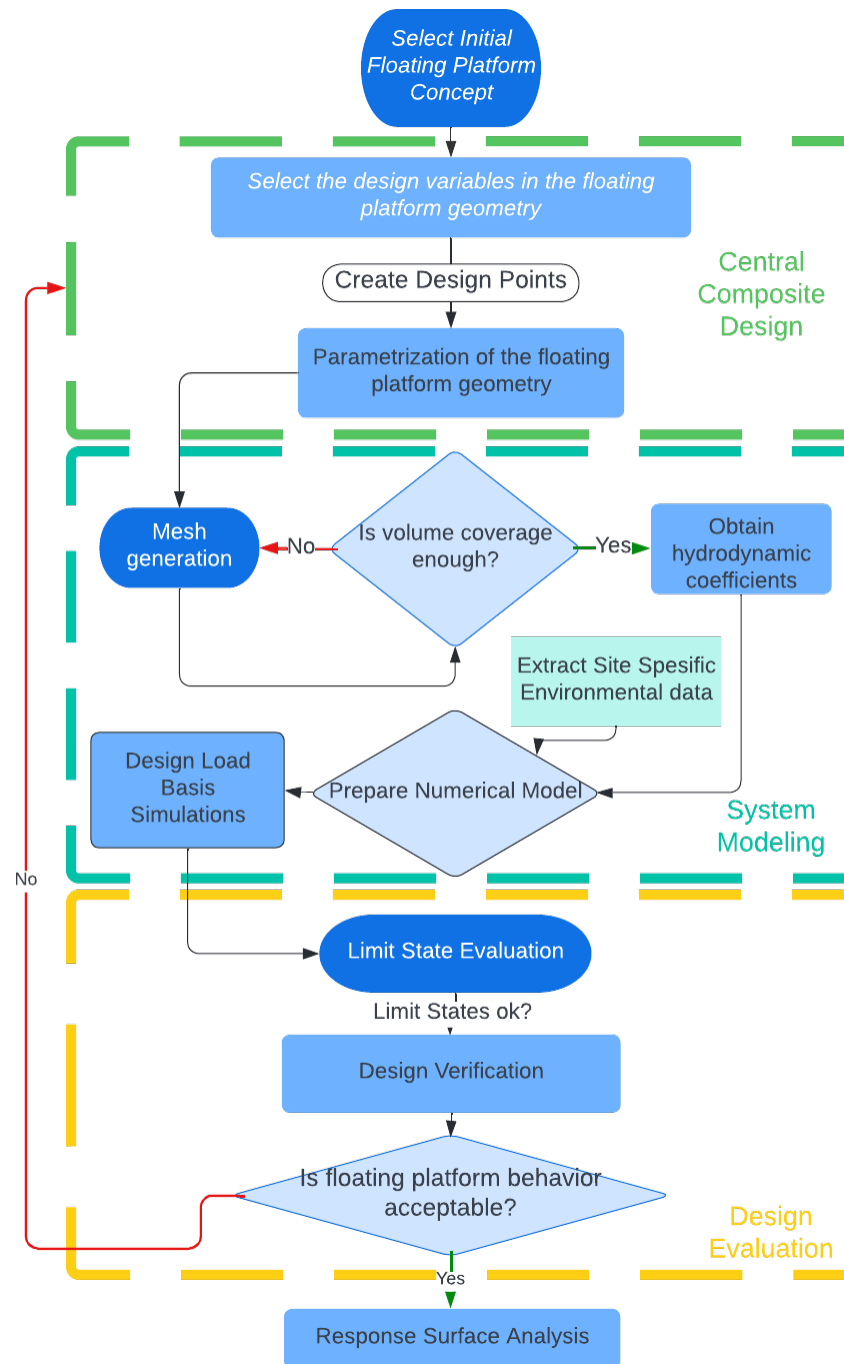 Select Initial
Floating Platform
Concept
Select the design variables in the floating
platform geometry
Create Design Points
Central
Composite
Design
Parametrization of the floating
platform geometry
Mesh
generation
No
Is volume coverage
enough?
Yes
Obtain
hydrodynamic
coefficients
Extract Site Spesific
Environmental data
Design Load
Basis
Simulations
Prepare Numerical Model
System
Modeling
No
Limit State Evaluation
Limit States ok?
Design Verification
Is floating platform behavior
acceptable?
Design
Evaluation
Yes
Response Surface Analysis